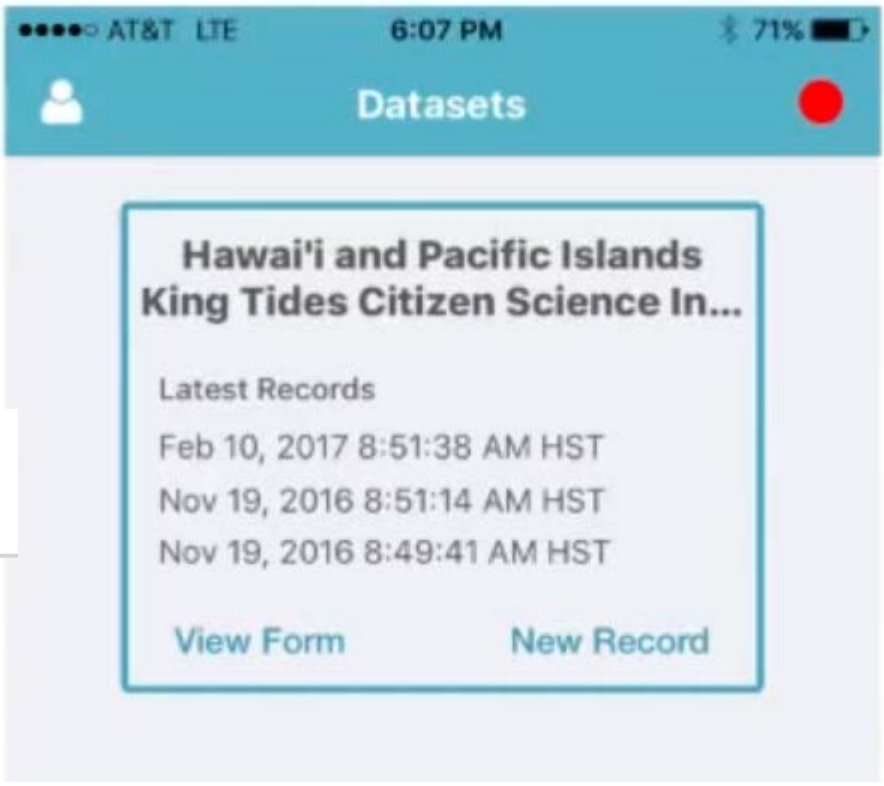 AT&T LTE 6:07 PM 71%
Datasets
Hawai'i and Pacific Islands
King Tides Citizen Science In...
Latest Records
Feb 10, 2017 8:51:38 AM HST
Nov 19, 2016 8:51:14 AM HST
Nov 19, 2016 8:49:41 AM HST
View Form New Record